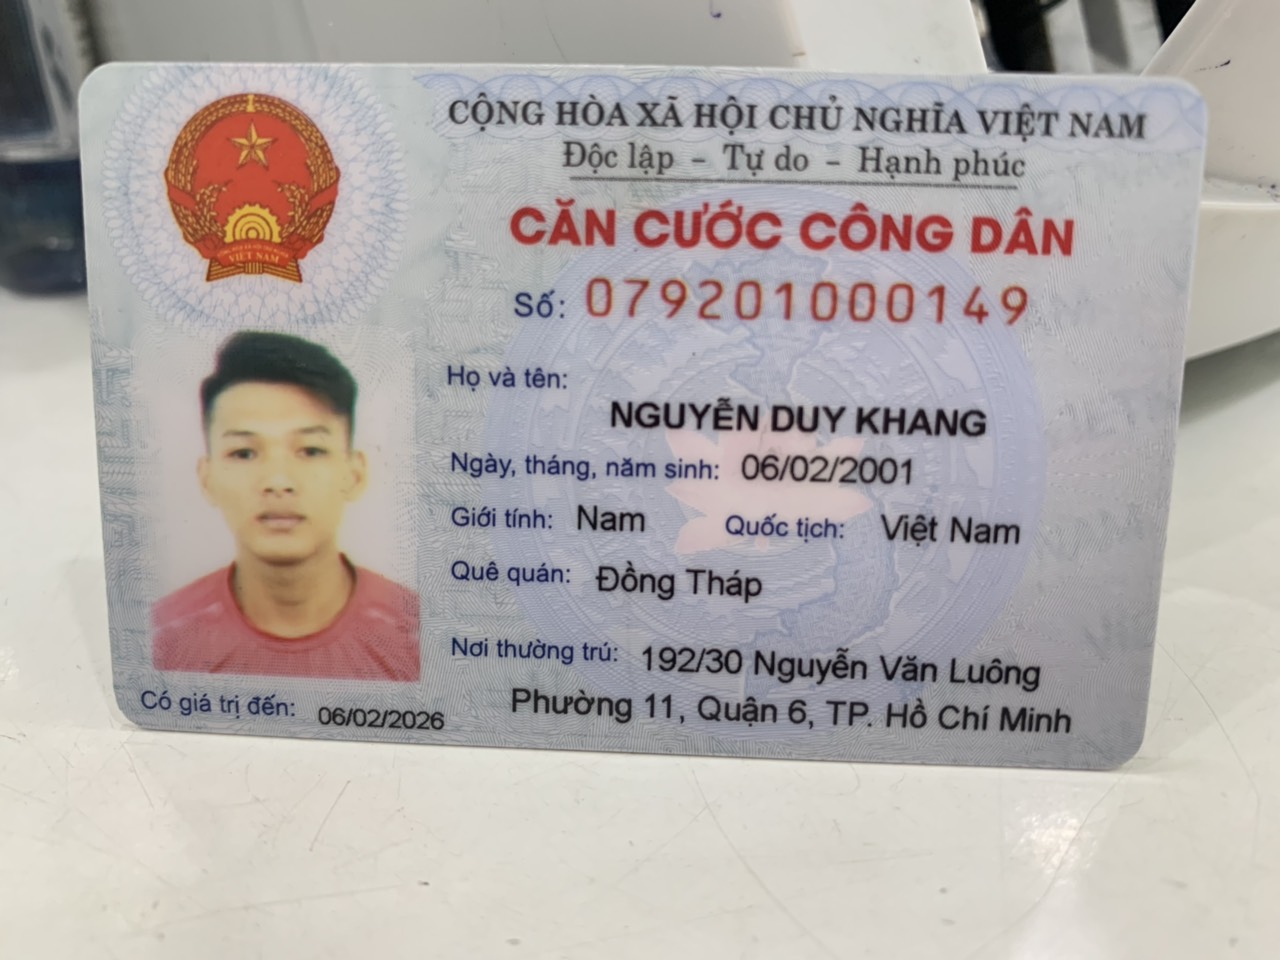 CỘNG HÒA XÃ HỘI CHỦ NGHĨA VIỆT NAM
Độc lập - Tự do - Hạnh phúc
CĂN CƯỚC CÔNG DÂN
Số: 079201000149
Họ và tên:
NGUYỄN DUY KHANG
Ngày, tháng, năm sinh: 06/02/2001
Giới tính: Nam Quốc tịch: Việt Nam
Quê quán: Đồng Tháp
Nơi thường trú: 192/30 Nguyễn Văn Luông
Phường 11, Quận 6, TP. Hồ Chí Minh
Có giá trị đến: 06/02/2026
VIỆT NAM